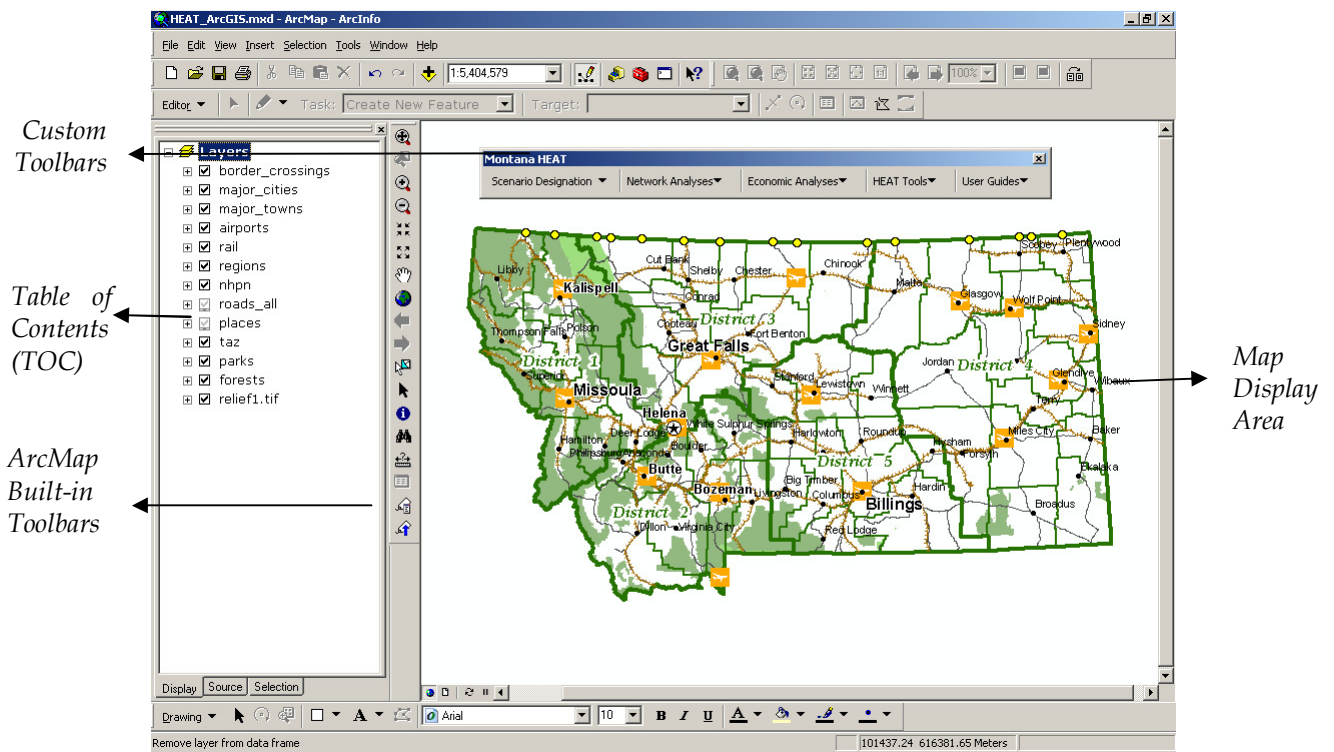 HEAT_ArcGIS.mxd - ArcMap - ArcInfo
File Edit View Insert Selection Tools Window Help
1:5,404,579
100%
Editor
Task:
Create New Feature
Target:
Custom
Toolbars
Table of
Contents
(TOC)
ArcMap
Built-in
Toolbars
Layers
border_crossings
major_cities
major_towns
airports
rail
regions
nhpn
roads_all
places
taz
parks
forests
relief1.tif
Display Source Selection
Montana HEAT
Scenario Designation Network Analyses Economic Analyses HEAT Tools User Guides
Scobey Plentywood
Cut Bank
Libby
Shelby Chester Chinook
Kalispell
Malta
Glasgow
Wolf Point
Conrad
Choteau
District 3
Thompson Falls Polson
Fort Benton
Sidney
Great Falls
District 1
Jordan
District 4
Superior
Stanford
Glendive
Wibaux
Missoula
Lewistown Winnett
Terry
Helena
White Sulphur Springs
Harlowton Roundup
Miles City
Baker
Hamilton
Deer Lodge
Boulder
Hysham
Forsyth
Philipsburg Anaconda
Butte
District 5
Ekalaka
Big Timber
Bozeman
Livingston
Columbus
Hardin
Billings
Broadus
District 2
Dillon
Virginia City
Red Lodge
Map
Display
Area
Drawing
A
Arial
10
B I U A
Remove layer from data frame
101437.24 616381.65 Meters